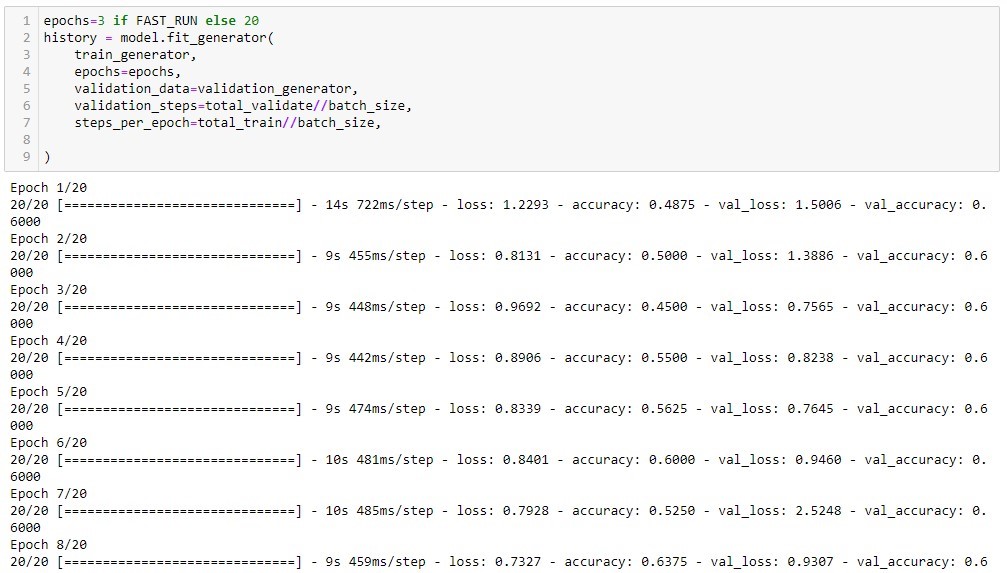 1 epochs=3 if FAST_RUN else 20
2 history = model.fit_generator(
3     train_generator,
4     epochs=epochs,
5     validation_data=validation_generator,
6     validation_steps=total_validate//batch_size,
7     steps_per_epoch=total_train//batch_size,
8
9 )
Epoch 1/20
20/20 [==============================] - 14s 722ms/step - loss: 1.2293 - accuracy: 0.4875 - val_loss: 1.5006 - val_accuracy: 0.
6000
Epoch 2/20
20/20 [==============================] - 9s 455ms/step - loss: 0.8131 - accuracy: 0.5000 - val_loss: 1.3886 - val_accuracy: 0.6
000
Epoch 3/20
20/20 [==============================] - 9s 448ms/step - loss: 0.9692 - accuracy: 0.4500 - val_loss: 0.7565 - val_accuracy: 0.6
000
Epoch 4/20
20/20 [==============================] - 9s 442ms/step - loss: 0.8906 - accuracy: 0.5500 - val_loss: 0.8238 - val_accuracy: 0.6
000
Epoch 5/20
20/20 [==============================] - 9s 474ms/step - loss: 0.8339 - accuracy: 0.5625 - val_loss: 0.7645 - val_accuracy: 0.6
000
Epoch 6/20
20/20 [==============================] - 10s 481ms/step - loss: 0.8401 - accuracy: 0.6000 - val_loss: 0.9460 - val_accuracy: 0.
6000
Epoch 7/20
20/20 [==============================] - 10s 485ms/step - loss: 0.7928 - accuracy: 0.5250 - val_loss: 2.5248 - val_accuracy: 0.
6000
Epoch 8/20
20/20 [==============================] - 9s 459ms/step - loss: 0.7327 - accuracy: 0.6375 - val_loss: 0.9307 - val_accuracy: 0.6